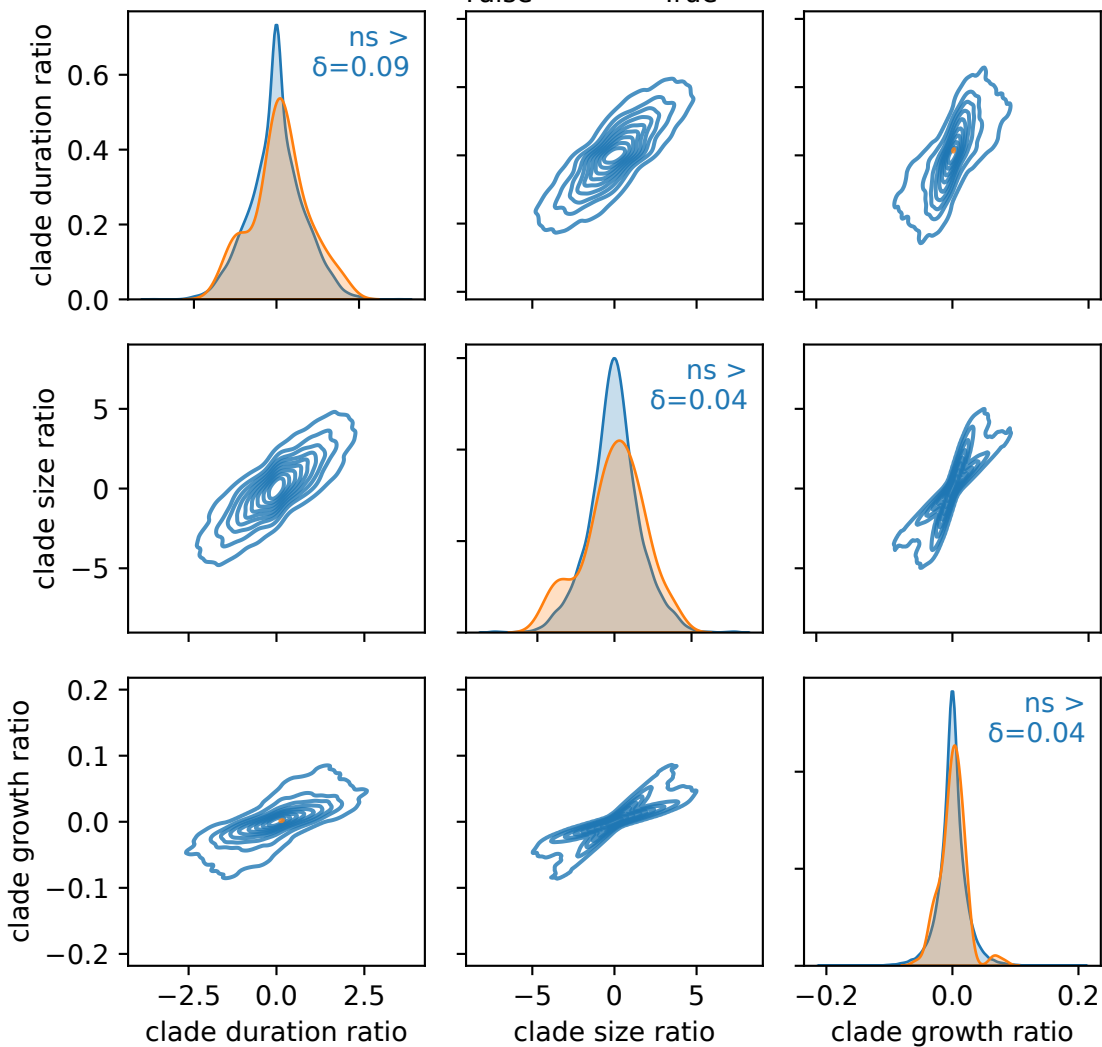 True
clade duration ratio
0.6
0.4
0.2
0.0
ns >
δ=0.09
clade size ratio
5
0
−5
ns >
δ=0.04
clade growth ratio
0.2
0.1
0.0
−0.1
−0.2
ns >
δ=0.04
−2.5 0.0 2.5
−5 0 5
−0.2 0.0 0.2
clade duration ratio
clade size ratio
clade growth ratio